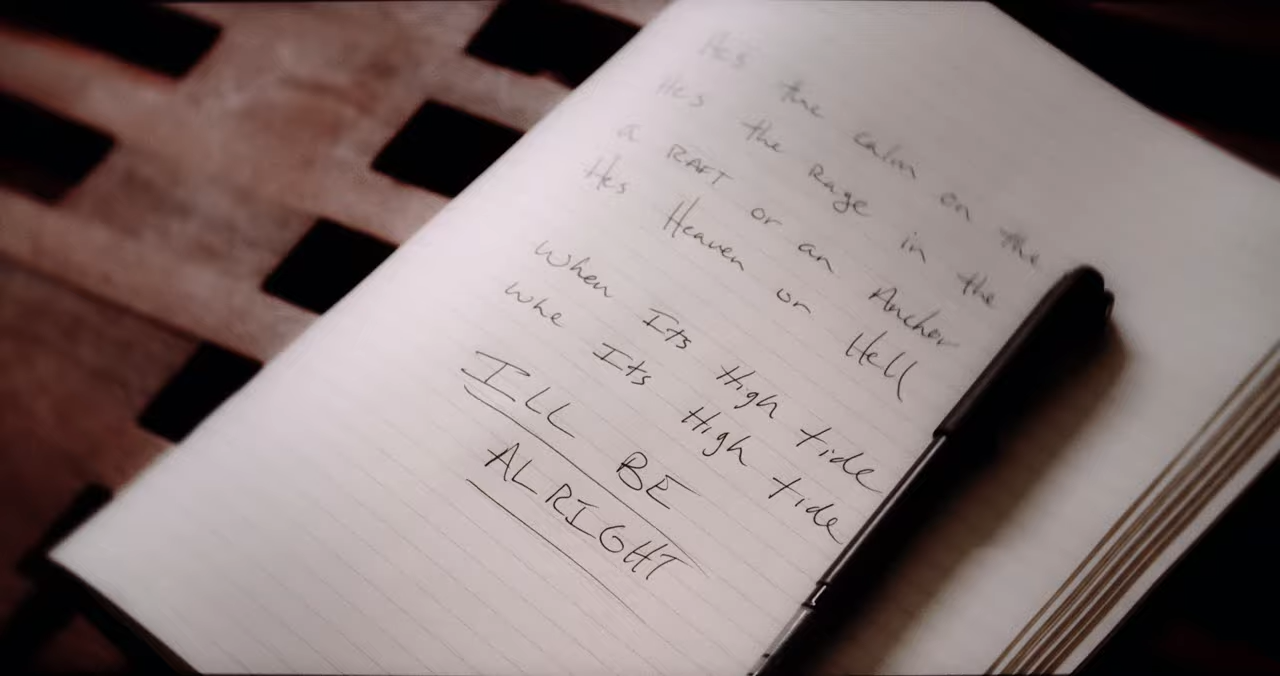 He's the calm on the
He's the Rage in the
a RAFT or an Anchor
Hes Heaven or Hell
when Its High tide
whe Its High tide
ILL BE
ALRIGHT